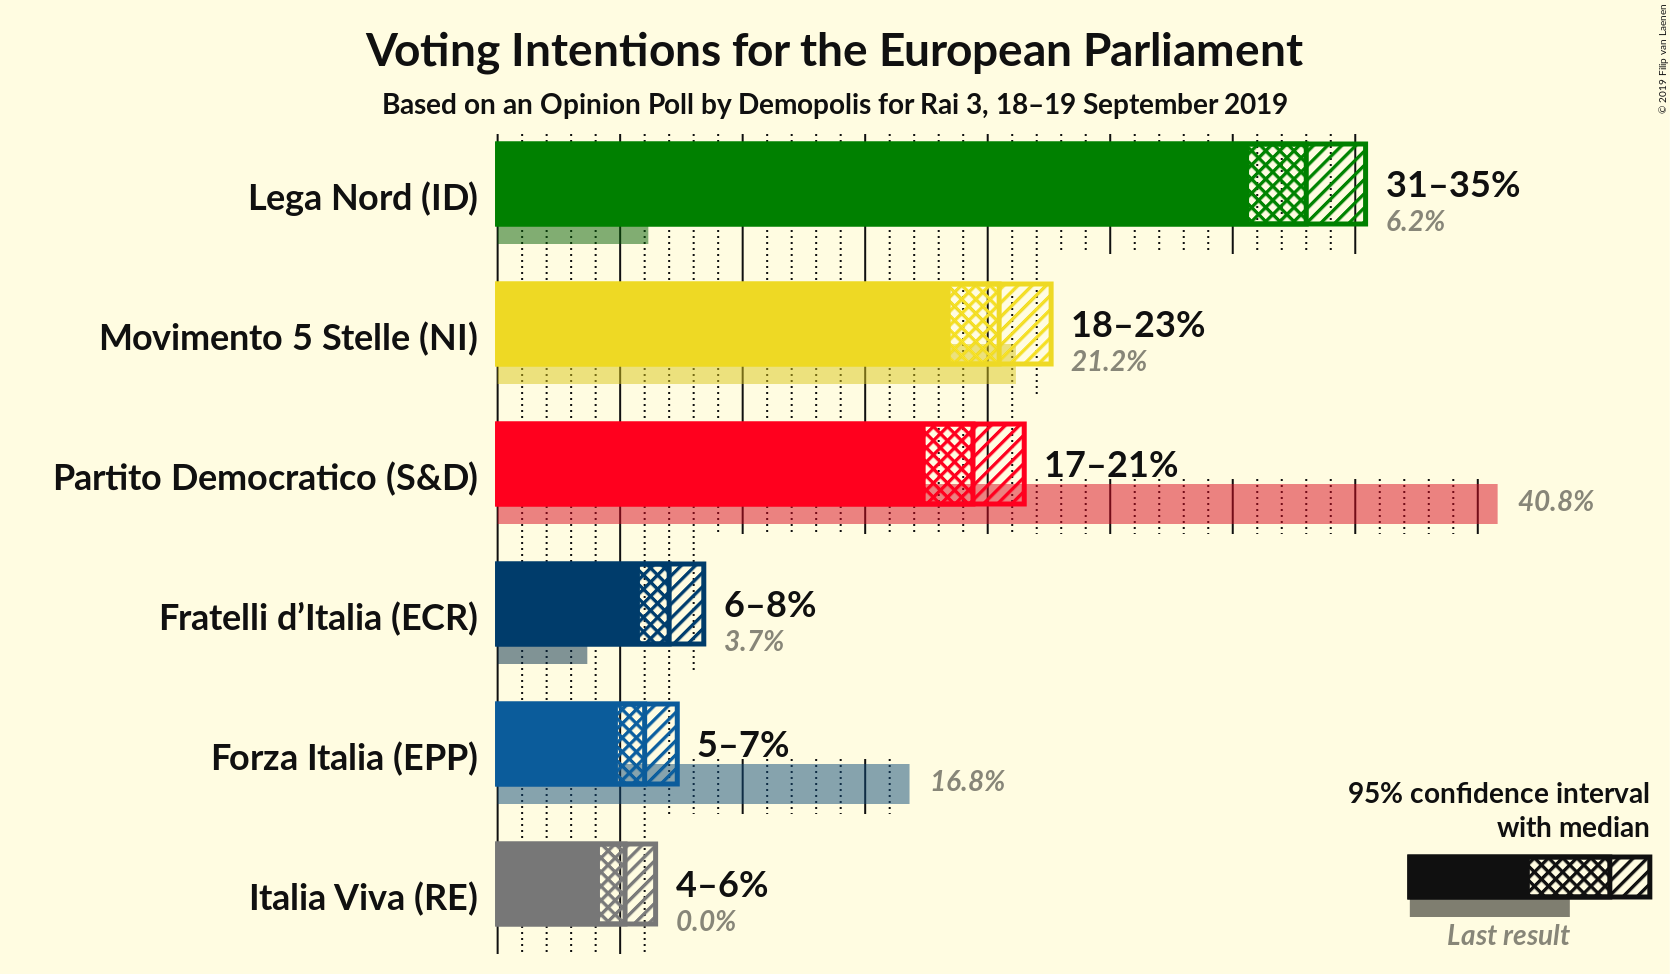 Voting Intentions for the European Parliament
Based on an Opinion Poll by Demopolis for Rai 3, 18–19 September 2019
© 2019 Filip van Laenen
Lega Nord (ID)
31–35%
6.2%
Movimento 5 Stelle (NI)
18–23%
21.2%
Partito Democratico (S&D)
17–21%
40.8%
Fratelli d’Italia (ECR)
6–8%
3.7%
Forza Italia (EPP)
5–7%
16.8%
Italia Viva (RE)
4–6%
0.0%
95% confidence interval
with median
Last result